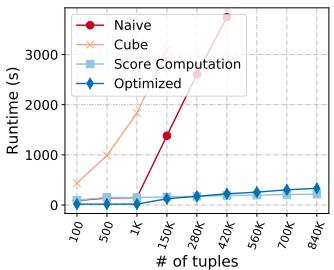 Naive
Cube
Score Computation
Optimized
Runtime (s)
3000
2000
1000
0
100
500
1K
150K
280K
420K
560K
700K
840K
# of tuples